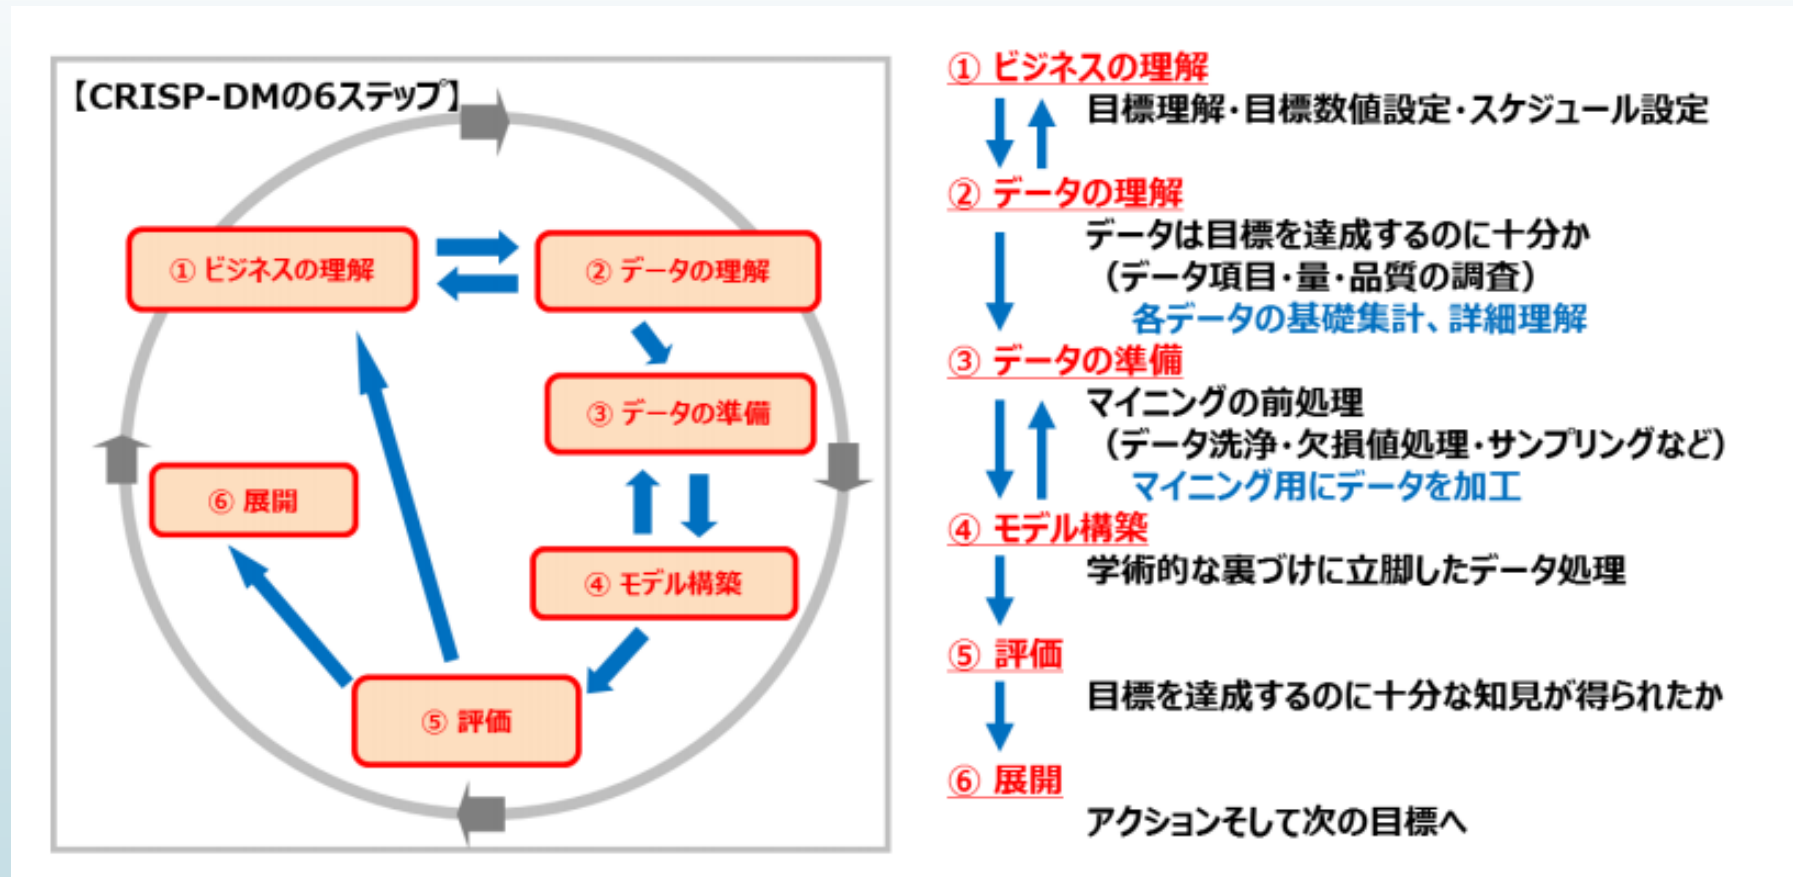 【CRISP-DMの6ステップ】
① ビジネスの理解
② データの理解
③ データの準備
④ モデル構築
⑤ 評価
⑥ 展開
① ビジネスの理解
目標理解・目標数値設定・スケジュール設定
② データの理解
データは目標を達成するのに十分か
（データ項目・量・品質の調査）
各データの基礎集計、詳細理解
③ データの準備
マイニングの前処理
（データ洗浄・欠損値処理・サンプリングなど）
マイニング用にデータを加工
④ モデル構築
学術的な裏づけに立脚したデータ処理
⑤ 評価
目標を達成するのに十分な知見が得られたか
⑥ 展開
アクションそして次の目標へ